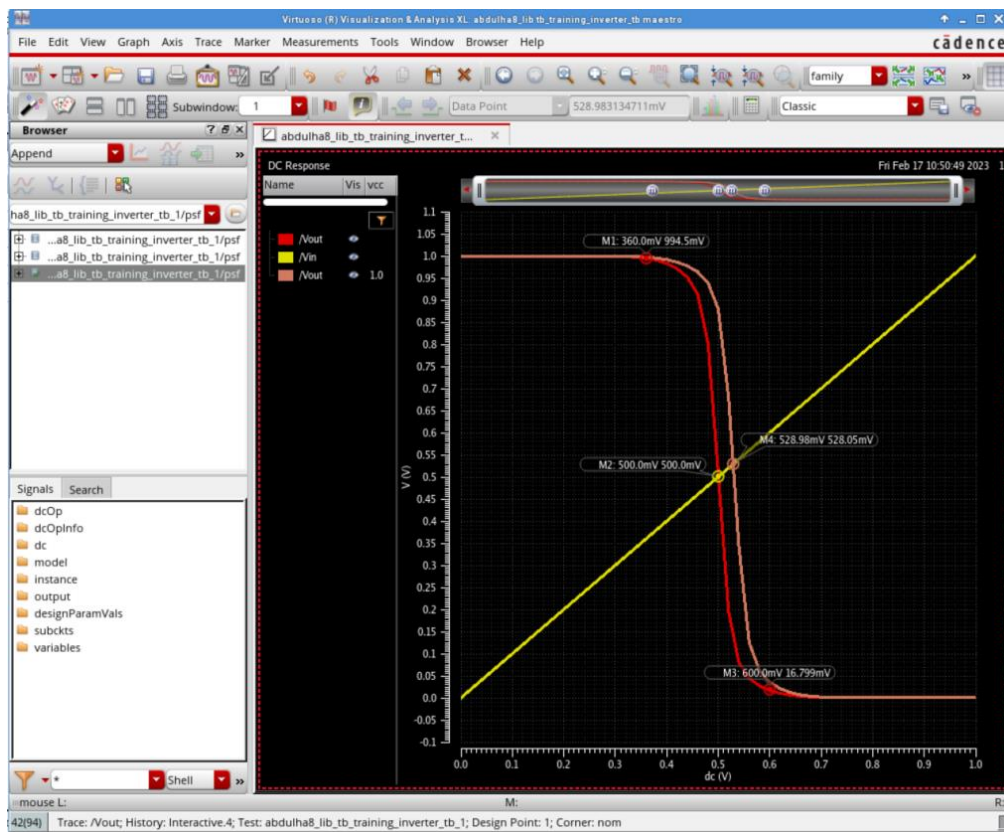 Virtuoso (R) Visualization & Analysis XL: abdulha8_lib tb_training_inverter_tb maestro
File Edit View Graph Axis Trace Marker Measurements Tools Window Browser Help
cādence
family
Subwindow: 1
Data Point
528.983134711mV
Classic
Browser
abdulha8_lib_tb_training_inverter_t...
Append
ha8_lib_tb_training_inverter_tb_1/psf
...a8_lib_tb_training_inverter_tb_1/psf
...a8_lib_tb_training_inverter_tb_1/psf
...a8_lib_tb_training_inverter_tb_1/psf
DC Response
Fri Feb 17 10:50:49 2023 1
Name Vis vcc
/Vout
/Vin
/Vout 1.0
1.1
1.05
1.0
0.95
0.9
0.85
0.8
0.75
0.7
0.65
0.6
0.55
0.5
0.45
0.4
0.35
0.3
0.25
0.2
0.15
0.1
0.05
0.0
-0.05
-0.1
V (V)
M1: 360.0mV 994.5mV
M4: 528.98mV 528.05mV
M2: 500.0mV 500.0mV
M3: 600.0mV 16.799mV
0.0 0.1 0.2 0.3 0.4 0.5 0.6 0.7 0.8 0.9 1.0
dc (V)
Signals Search
dcOp
dcOpInfo
dc
model
instance
output
designParamVals
subckts
variables
* Shell
mouse L: M: R:
42(94) Trace: /Vout; History: Interactive.4; Test: abdulha8_lib_tb_training_inverter_tb_1; Design Point: 1; Corner: nom